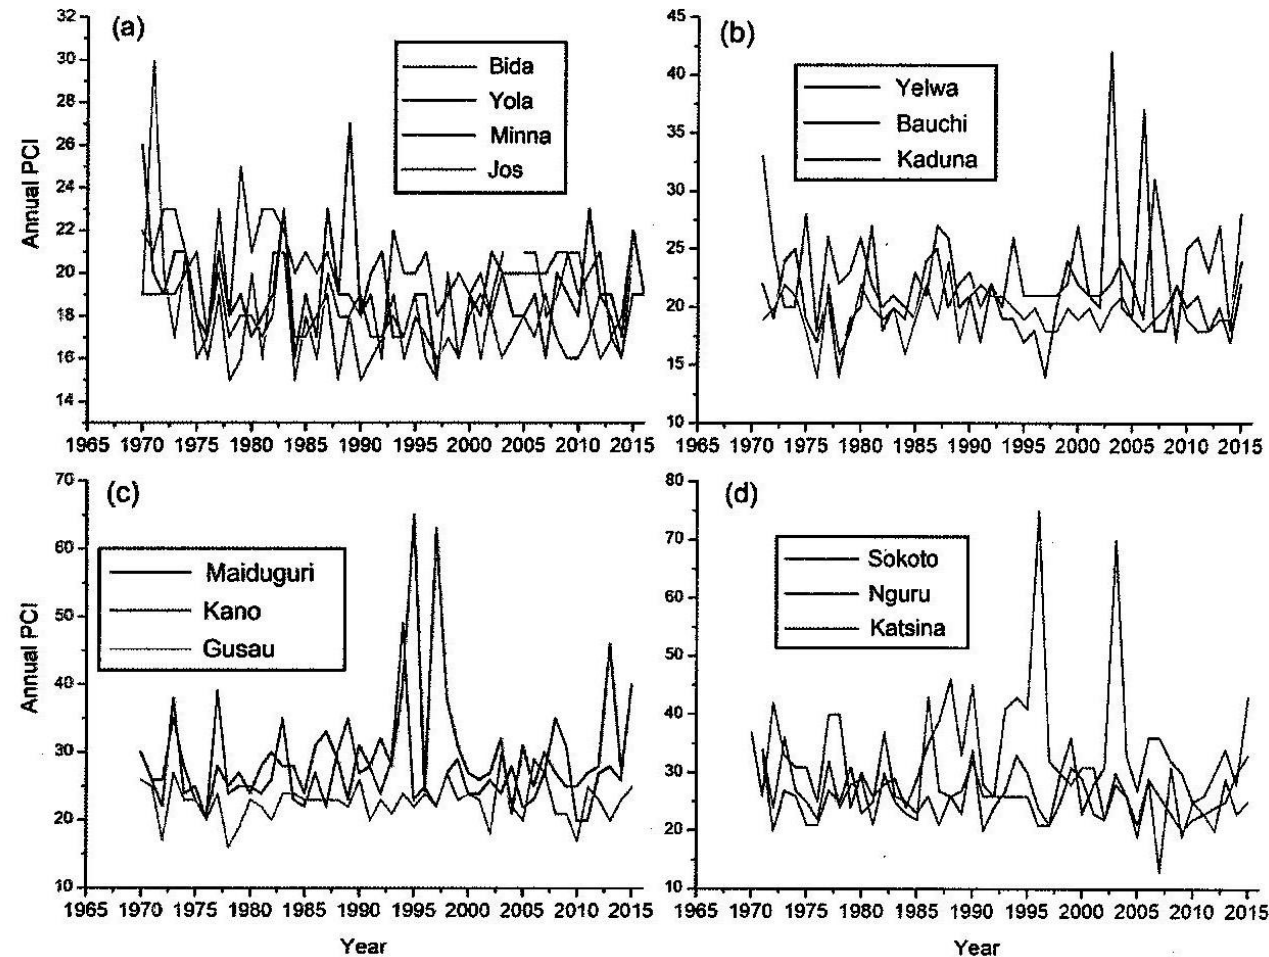 (a)
Annual PCI
32
30
28
26
24
22
20
18
16
14
Bida
Yola
Minna
Jos
1965 1970 1975 1980 1985 1990 1995 2000 2005 2010 2015
(b)
45
40
35
30
25
20
15
10
Yelwa
Bauchi
Kaduna
1965 1970 1975 1980 1985 1990 1995 2000 2005 2010 2015
(c)
Annual PCI
70
60
50
40
30
20
10
Maiduguri
Kano
Gusau
1965 1970 1975 1980 1985 1990 1995 2000 2005 2010 2015
Year
(d)
80
70
60
50
40
30
20
10
Sokoto
Nguru
Katsina
1965 1970 1975 1980 1985 1990 1995 2000 2005 2010 2015
Year